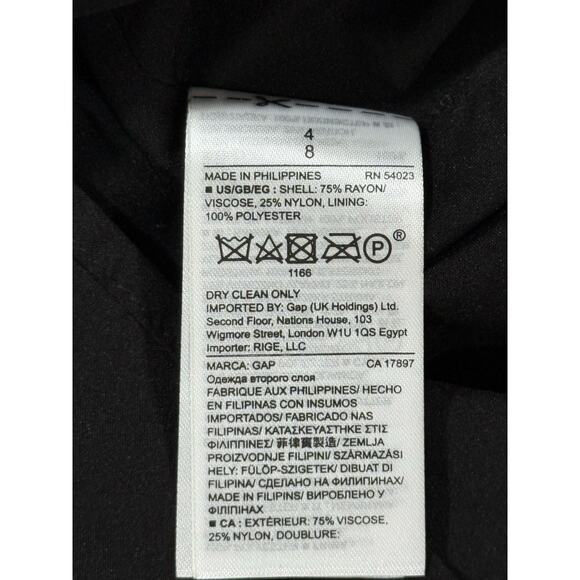 4
8
MADE IN PHILIPPINES RN 54023
■ US/GB/EG : SHELL: 75% RAYON/
VISCOSE, 25% NYLON, LINING:
100% POLYESTER
P ®
1166
DRY CLEAN ONLY
IMPORTED BY: Gap (UK Holdings) Ltd.
Second Floor, Nations House, 103
Wigmore Street, London W1U 1QS Egypt
Importer: RIGE, LLC
MARCA: GAP CA 17897
Одежда второго слоя
FABRIQUE AUX PHILIPPINES/ HECHO
EN FILIPINAS CON INSUMOS
IMPORTADOS/ FABRICADO NAS
FILIPINAS/ ΚΑΤΑΣΚΕΥΑΣΤΗΚΕ ΣΤΙΣ
ΦΙΛΙΠΠΙΝΕΣ/ 菲律賓製造/ ZEMLJA
PROIZVODNJE FILIPINI/ SZÁRMAZÁSI
HELY: FÜLÖP-SZIGETEK/ DIBUAT DI
FILIPINA/ СДЕЛАНО НА ФИЛИПИНАХ/
MADE IN FILIPINS/ ВИРОБЛЕНО У
ФІЛІПІНАХ
■ CA : EXTÉRIEUR: 75% VISCOSE,
25% NYLON, DOUBLURE: